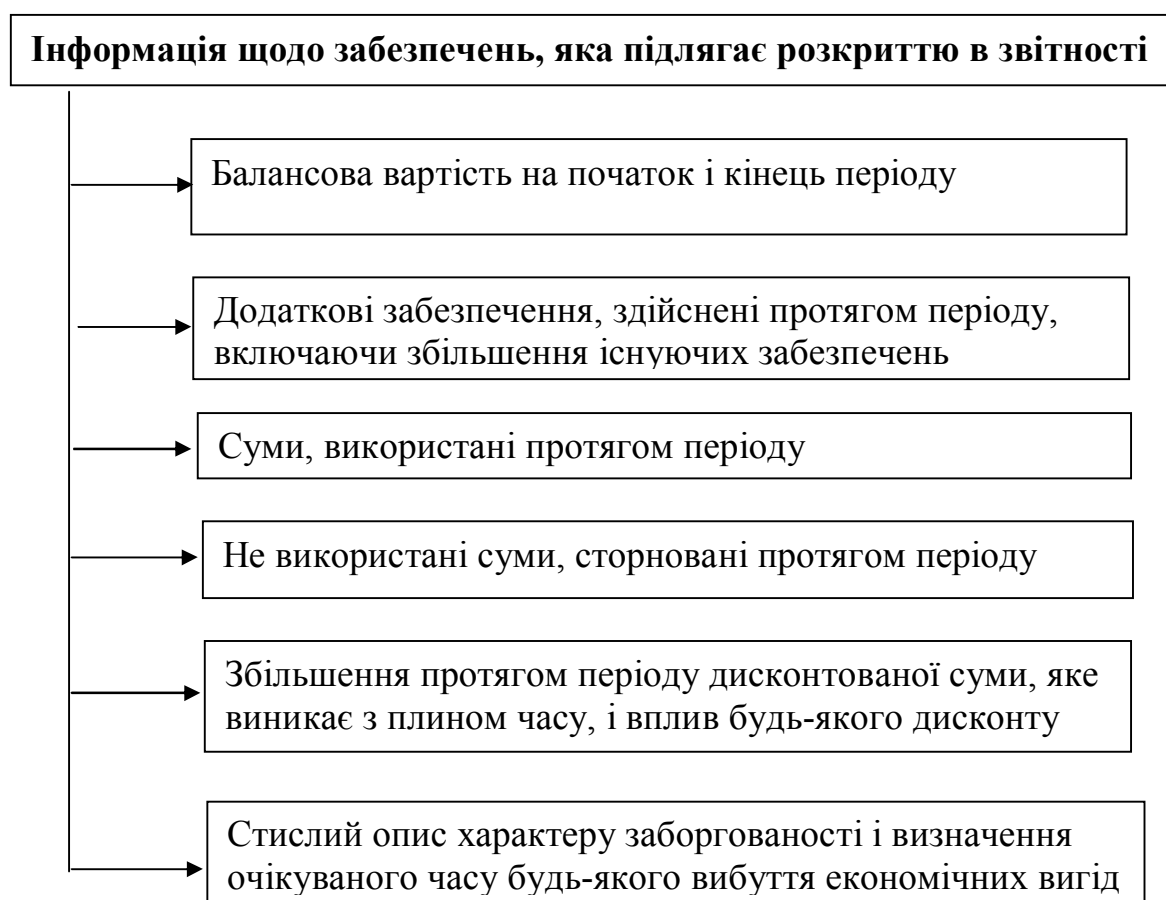 Інформація щодо забезпечень, яка підлягає розкриттю в звітності
Балансова вартість на початок і кінець періоду
Додаткові забезпечення, здійснені протягом періоду,
включаючи збільшення існуючих забезпечень
Суми, використані протягом періоду
Не використані суми, сторновані протягом періоду
Збільшення протягом періоду дисконтованої суми, яке
виникає з плином часу, і вплив будь-якого дисконту
Стислий опис характеру заборгованості і визначення
очікуваного часу будь-якого вибуття економічних вигід